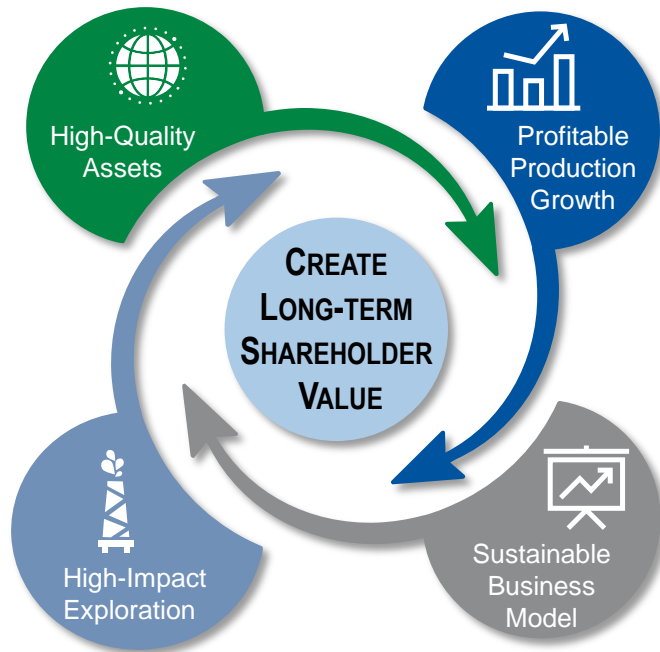 High-Quality
Assets
Profitable
Production
Growth
CREATE
LONG-TERM
SHAREHOLDER
VALUE
High-Impact
Exploration
Sustainable
Business
Model